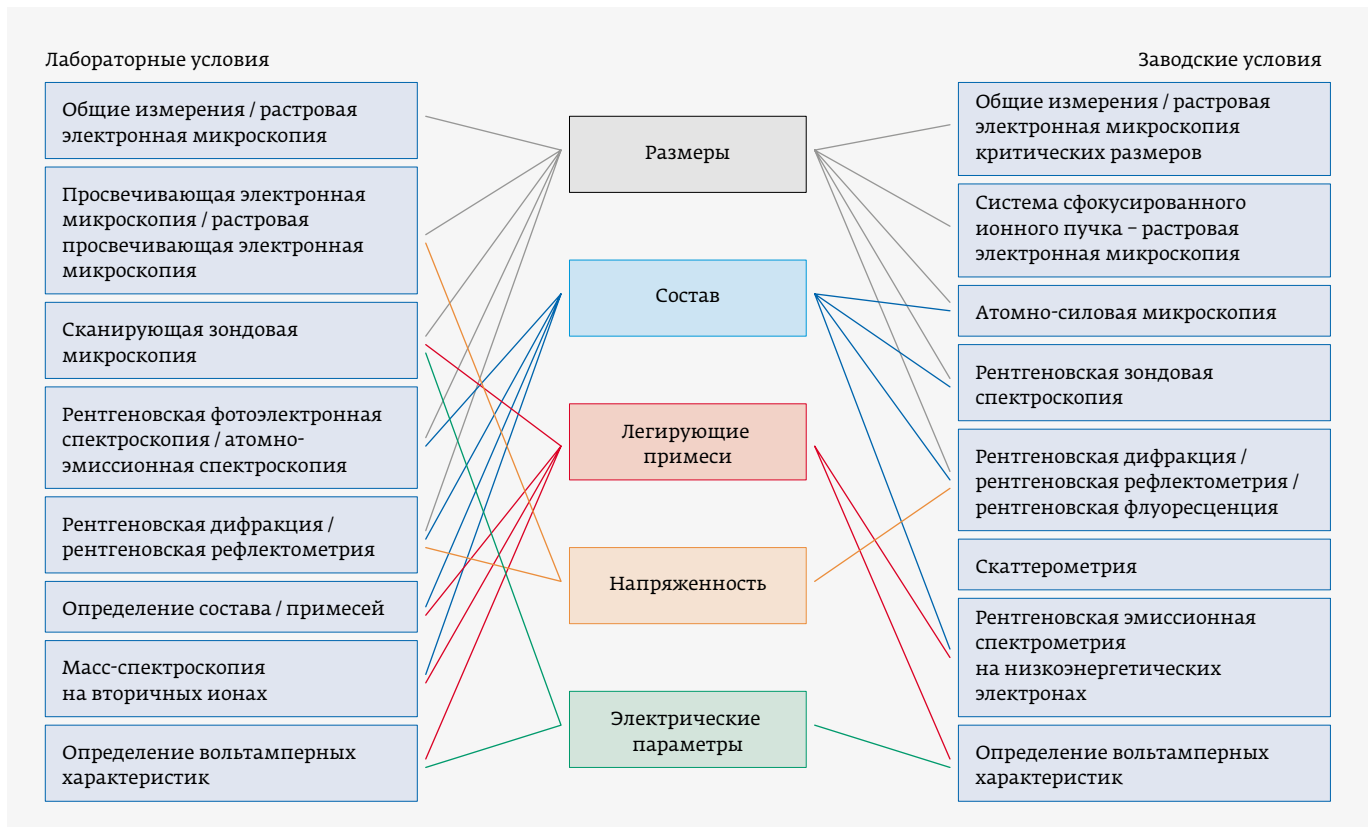 Лабораторные условия
Общие измерения / растровая
электронная микроскопия
Просвечивающая электронная
микроскопия / растровая
просвечивающая электронная
микроскопия
Сканирующая зондовая
микроскопия
Рентгеновская фотоэлектронная
спектроскопия / атомно-
эмиссионная спектроскопия
Рентгеновская дифракция /
рентгеновская рефлектометрия
Определение состава / примесей
Масс-спектроскопия
на вторичных ионах
Определение вольтамперных
характеристик
Размеры
Состав
Легирующие
примеси
Напряженность
Электрические
параметры
Заводские условия
Общие измерения / растровая
электронная микроскопия
критических размеров
Система сфокусированного
ионного пучка – растровая
электронная микроскопия
Атомно-силовая микроскопия
Рентгеновская зондовая
спектроскопия
Рентгеновская дифракция /
рентгеновская рефлектометрия /
рентгеновская флуоресценция
Скаттерометрия
Рентгеновская эмиссионная
спектрометрия
на низкоэнергетических
электронах
Определение вольтамперных
характеристик